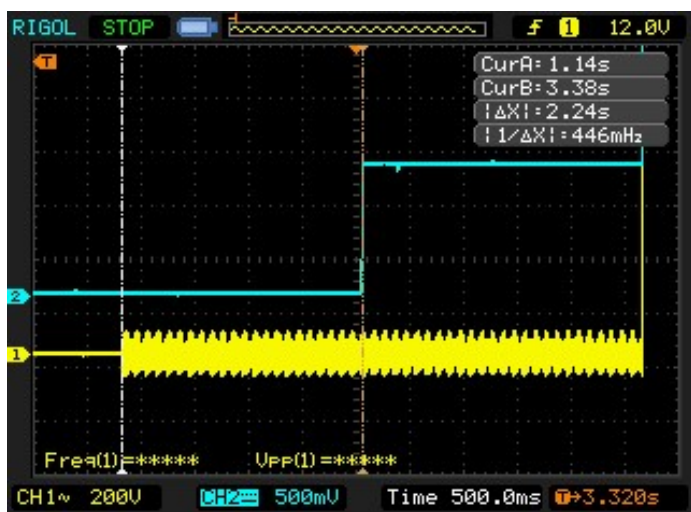 RIGOL STOP 1 12.0V
T
CurA=1.14s
CurB=3.38s
|ΔX|=2.24s
|1/ΔX|=446mHz
2
1
Freq(1)=***** Vpp(1)=*****
CH1~ 200V CH2 500mV Time 500.0ms T→3.320s